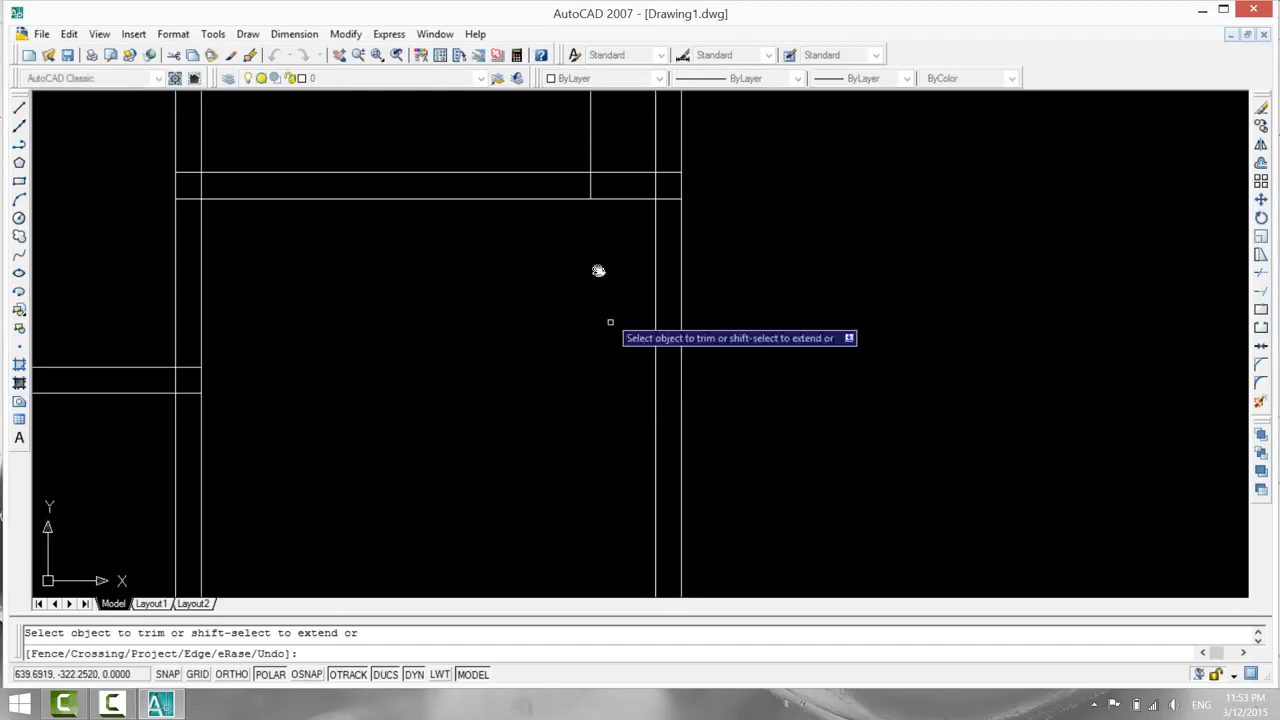 AutoCAD 2007 - [Drawing1.dwg]
File Edit View Insert Format Tools Draw Dimension Modify Express Window Help
Standard Standard Standard
AutoCAD Classic 0 ByLayer ByLayer ByLayer ByColor
A
Select object to trim or shift-select to extend or
Y
X
Model Layout1 Layout2
Select object to trim or shift-select to extend or
[Fence/Crossing/Project/Edge/eRase/Undo]:
639.6919, -322.2520, 0.0000 SNAP GRID ORTHO POLAR OSNAP OTRACK DUCS DYN LWT MODEL
ENG 11:53 PM
3/12/2015